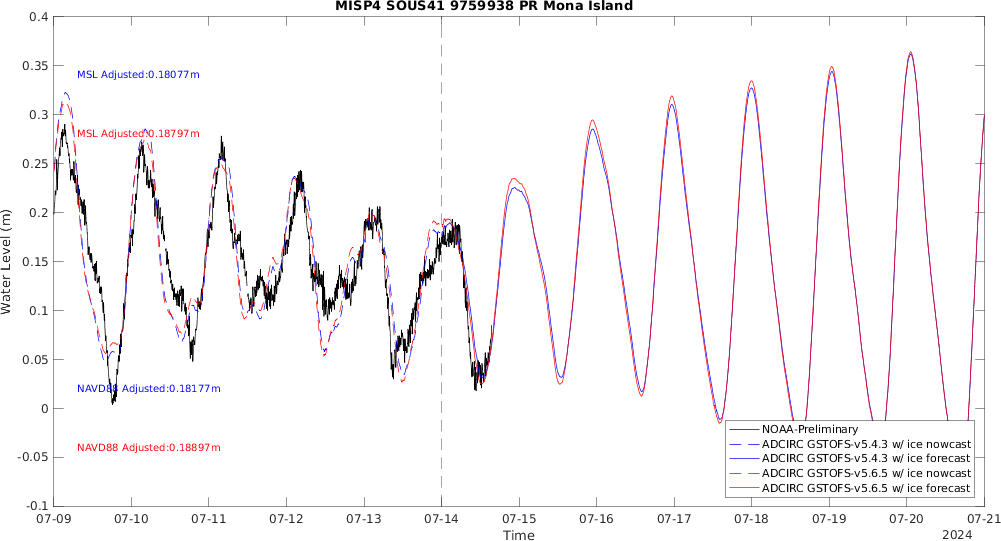 MISP4 SOUS41 9759938 PR Mona Island
0.4
0.35
0.3
0.25
0.2
0.15
0.1
0.05
0
-0.05
-0.1
Water Level (m)
MSL Adjusted:0.18077m
MSL Adjusted:0.18797m
NAVD88 Adjusted:0.18177m
NAVD88 Adjusted:0.18897m
NOAA-Preliminary
ADCIRC GSTOFS-v5.4.3 w/ ice nowcast
ADCIRC GSTOFS-v5.4.3 w/ ice forecast
ADCIRC GSTOFS-v5.6.5 w/ ice nowcast
ADCIRC GSTOFS-v5.6.5 w/ ice forecast
07-09 07-10 07-11 07-12 07-13 07-14 07-15 07-16 07-17 07-18 07-19 07-20 07-21
Time
2024